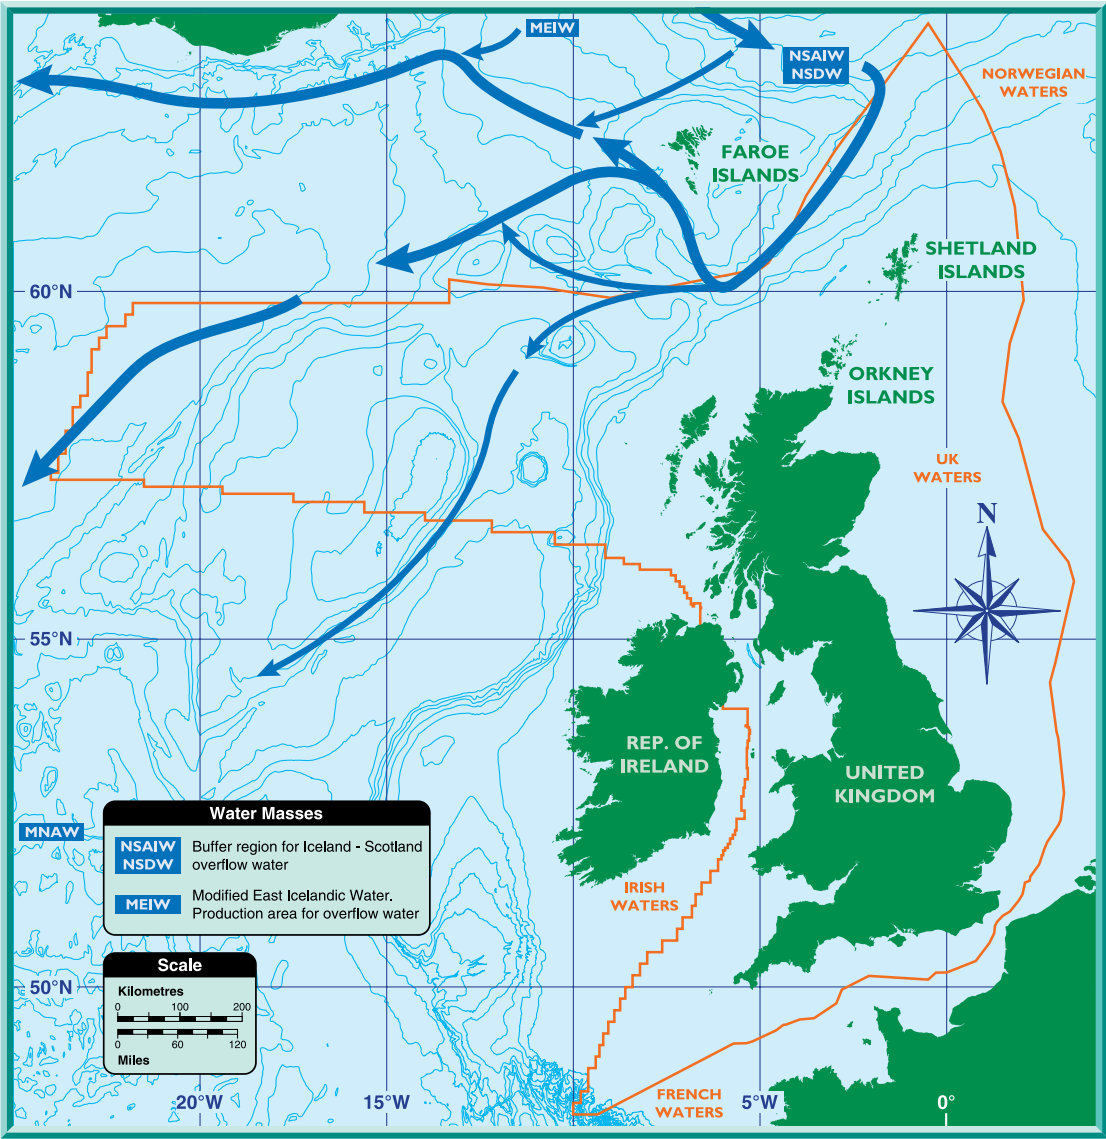 MEIW
NSAIW
NSDW
NORWEGIAN
WATERS
FAROE
ISLANDS
SHETLAND
ISLANDS
60°N
ORKNEY
ISLANDS
UK
WATERS
N
55°N
REP. OF
IRELAND
UNITED
KINGDOM
MNAW
Water Masses
NSAIW
NSDW
Buffer region for Iceland - Scotland
overflow water
MEIW
Modified East Icelandic Water.
Production area for overflow water
IRISH
WATERS
Scale
Kilometres
0 100 200
0 60 120
Miles
50°N
FRENCH
WATERS
20°W 15°W 5°W 0°